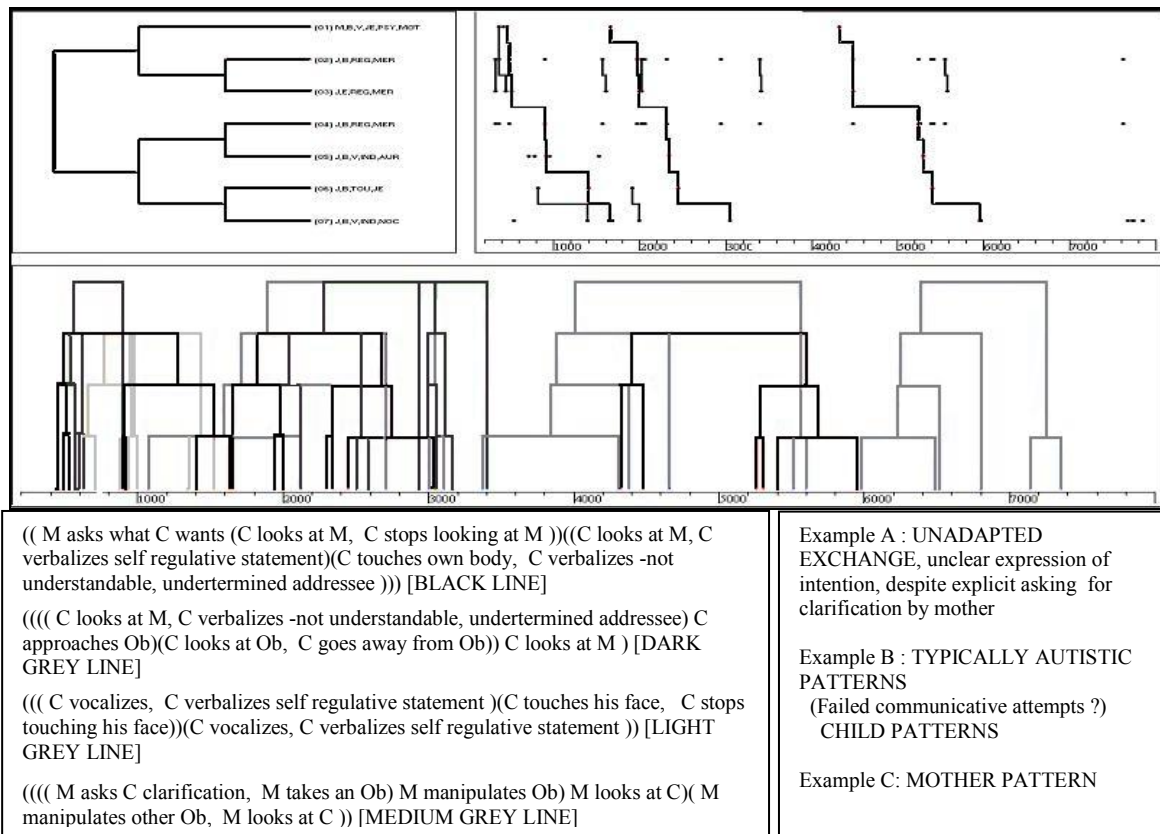 (01) M,B,V,JE,PSY,MOT
(02) J,B,REG,MER
(03) J,E,REG,MER
(04) J,B,REG,MER
(05) J,B,V,IND,AUR
(06) J,B,TOU,JE
(07) J,B,V,IND,NOC
1000 2000 3000 4000 5000 6000 7000
1000 2000 3000 4000 5000 6000 7000
(( M asks what C wants (C looks at M, C stops looking at M ))((C looks at M, C
verbalizes self regulative statement)(C touches own body, C verbalizes -not
understandable, undertermined addressee ))) [BLACK LINE]
(((( C looks at M, C verbalizes -not understandable, undertermined addressee) C
approaches Ob)(C looks at Ob, C goes away from Ob)) C looks at M ) [DARK
GREY LINE]
((( C vocalizes, C verbalizes self regulative statement )(C touches his face, C stops
touching his face))(C vocalizes, C verbalizes self regulative statement )) [LIGHT
GREY LINE]
(((( M asks C clarification, M takes an Ob) M manipulates Ob) M looks at C)( M
manipulates other Ob, M looks at C )) [MEDIUM GREY LINE]
Example A : UNADAPTED
EXCHANGE, unclear expression of
intention, despite explicit asking for
clarification by mother
Example B : TYPICALLY AUTISTIC
PATTERNS
(Failed communicative attempts ?)
CHILD PATTERNS
Example C: MOTHER PATTERN